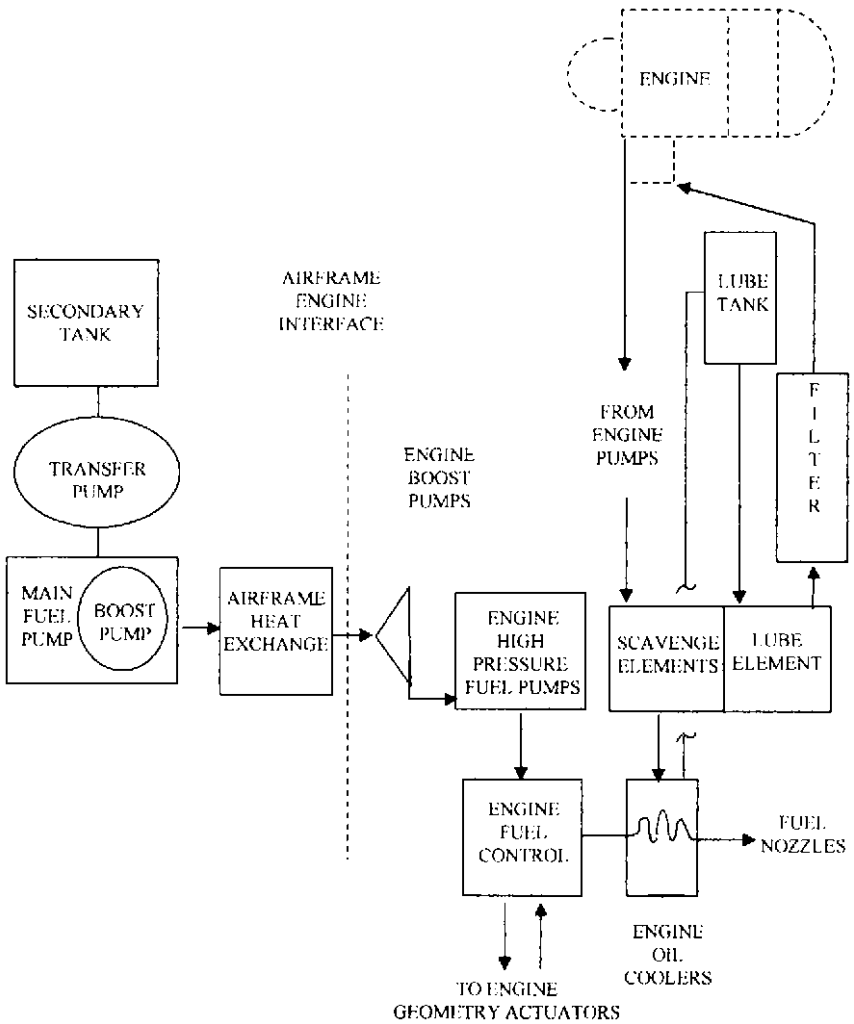 ENGINE
LUBE
TANK
AIRFRAME
ENGINE
INTERFACE
SECONDARY
TANK
F
I
L
T
E
R
FROM
ENGINE
PUMPS
ENGINE
BOOST
PUMPS
TRANSFER
PUMP
MAIN
FUEL
PUMP
BOOST
PUMP
AIRFRAME
HEAT
EXCHANGE
ENGINE
HIGH
PRESSURE
FUEL PUMPS
SCAVENGE
ELEMENTS
LUBE
ELEMENT
ENGINE
FUEL
CONTROL
FUEL
NOZZLES
ENGINE
OIL
COOLERS
TO ENGINE
GEOMETRY ACTUATORS